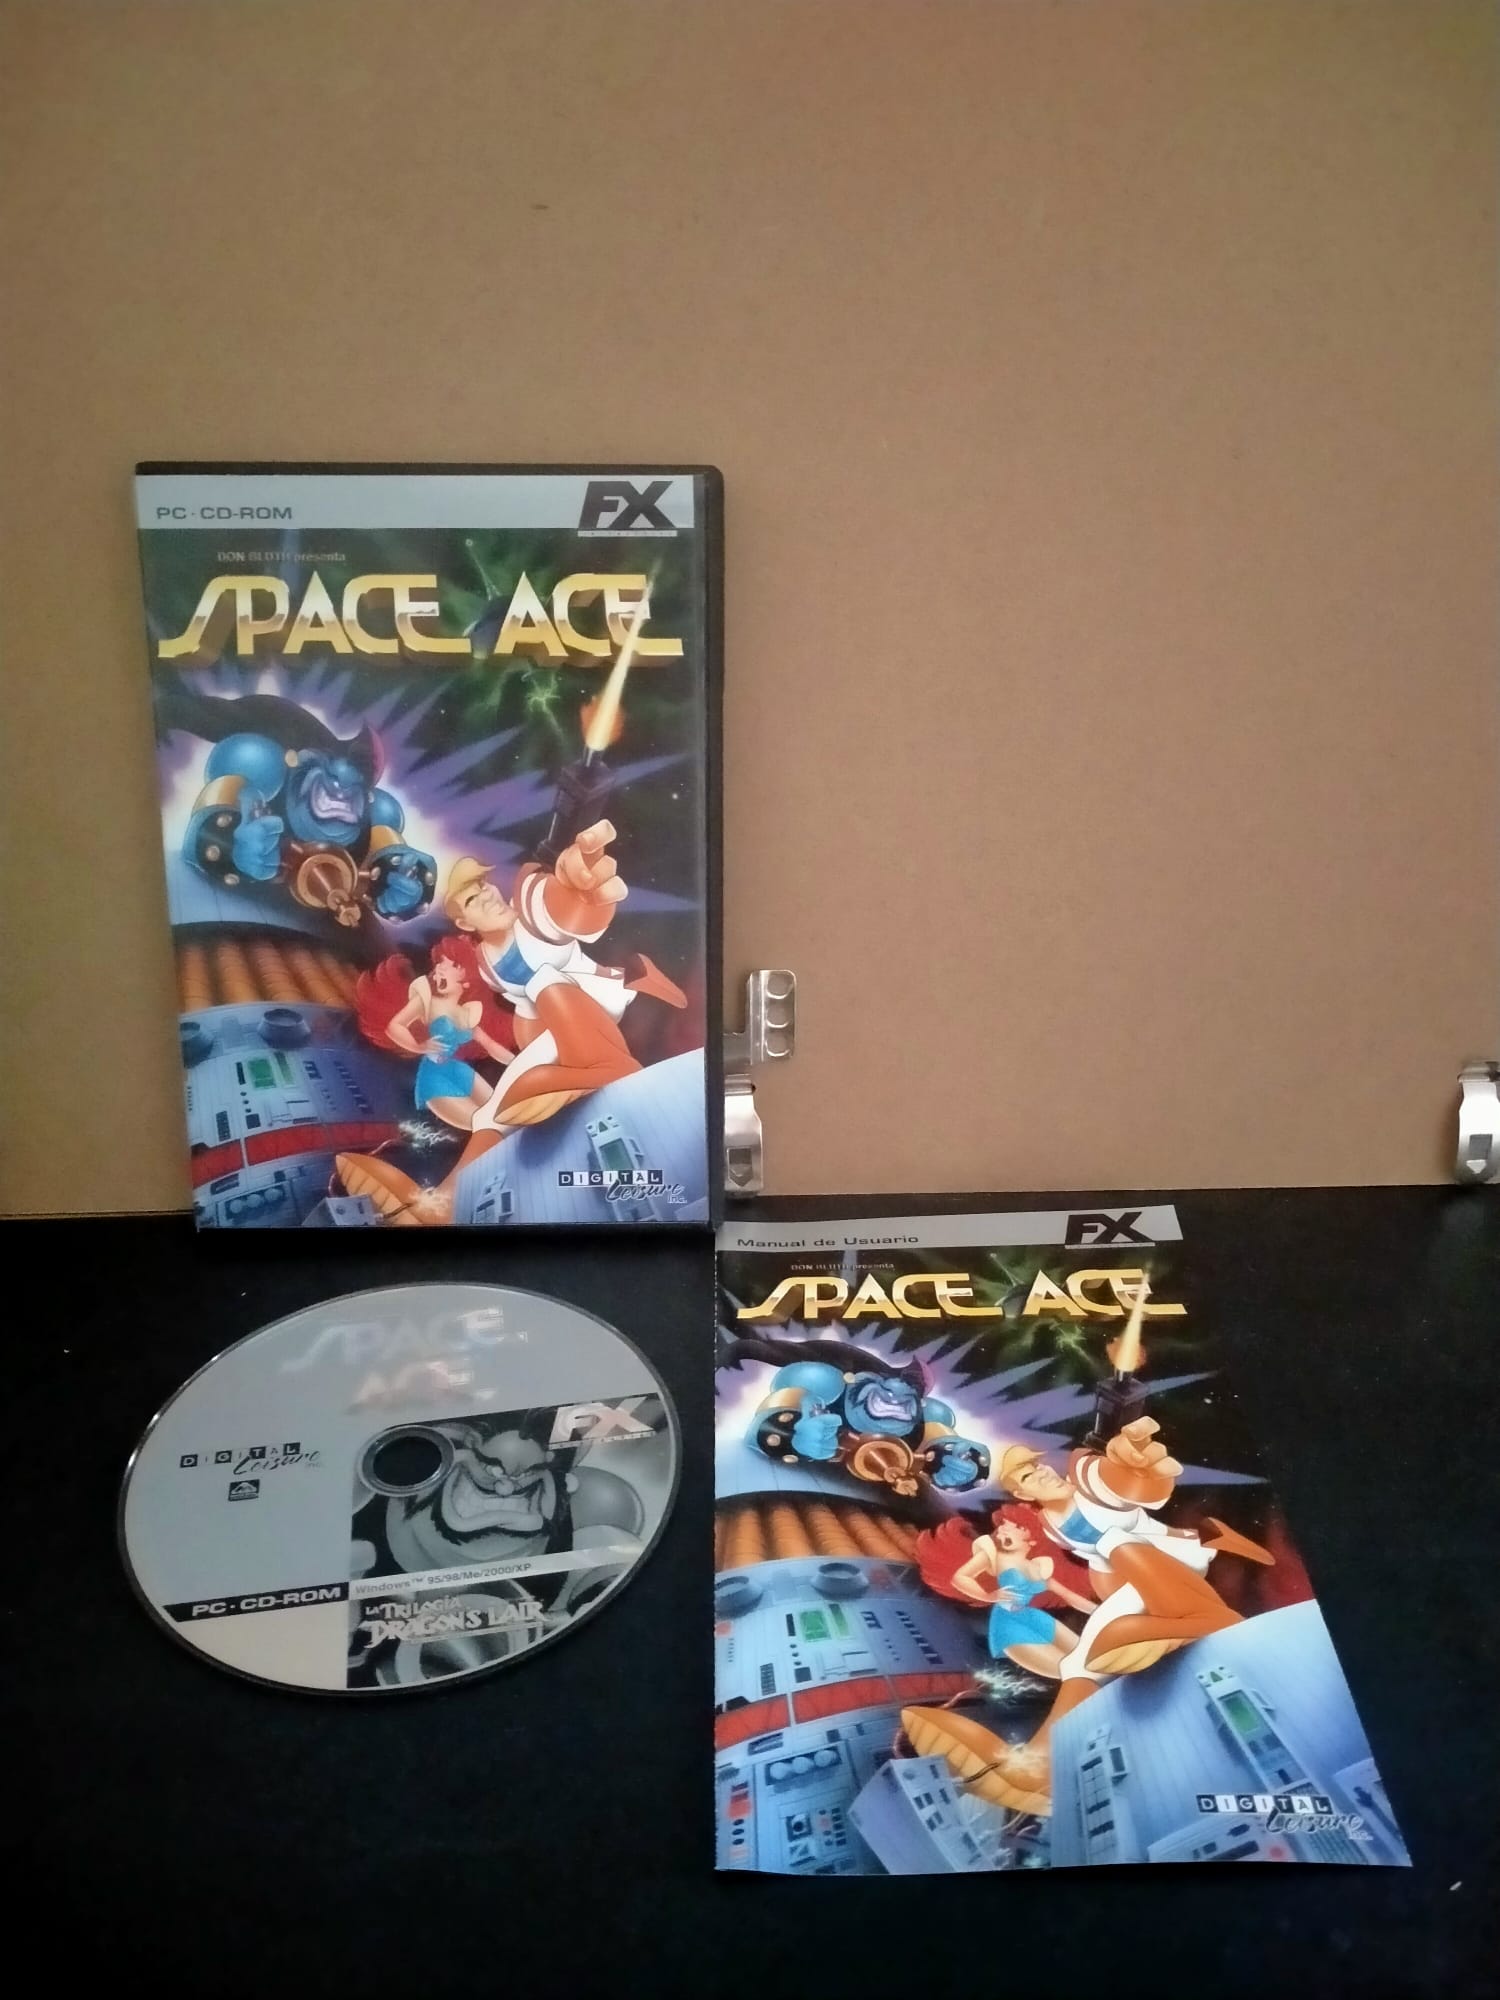 PC · CD-ROM
FX
DON BLUTH presenta
SPACE ACE
DIGITAL
Leisure
Inc.
Manual de Usuario
FX
DON BLUTH presenta
SPACE ACE
DIGITAL
Leisure
Inc.
SPACE
ACE
FX
DIGITAL
Leisure
Inc.
Windows™ 95/98/Me/2000/XP
PC · CD-ROM
LA TRILOGIA
DRAGON'S LAIR